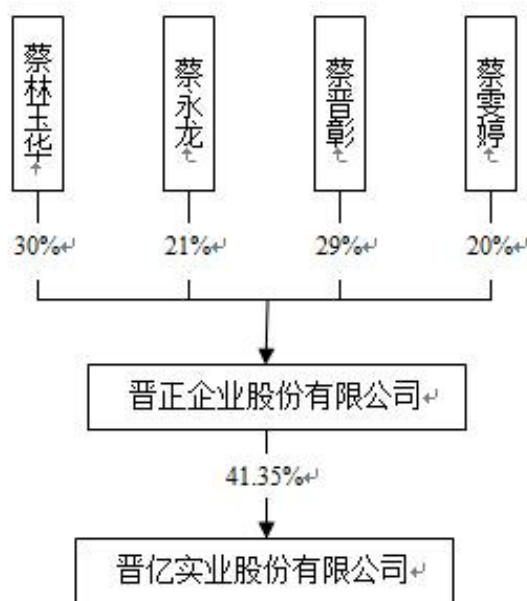 蔡林玉华
蔡永龙
蔡晋彰
蔡雯婷
30%
21%
29%
20%
晋正企业股份有限公司
41.35%
晋亿实业股份有限公司